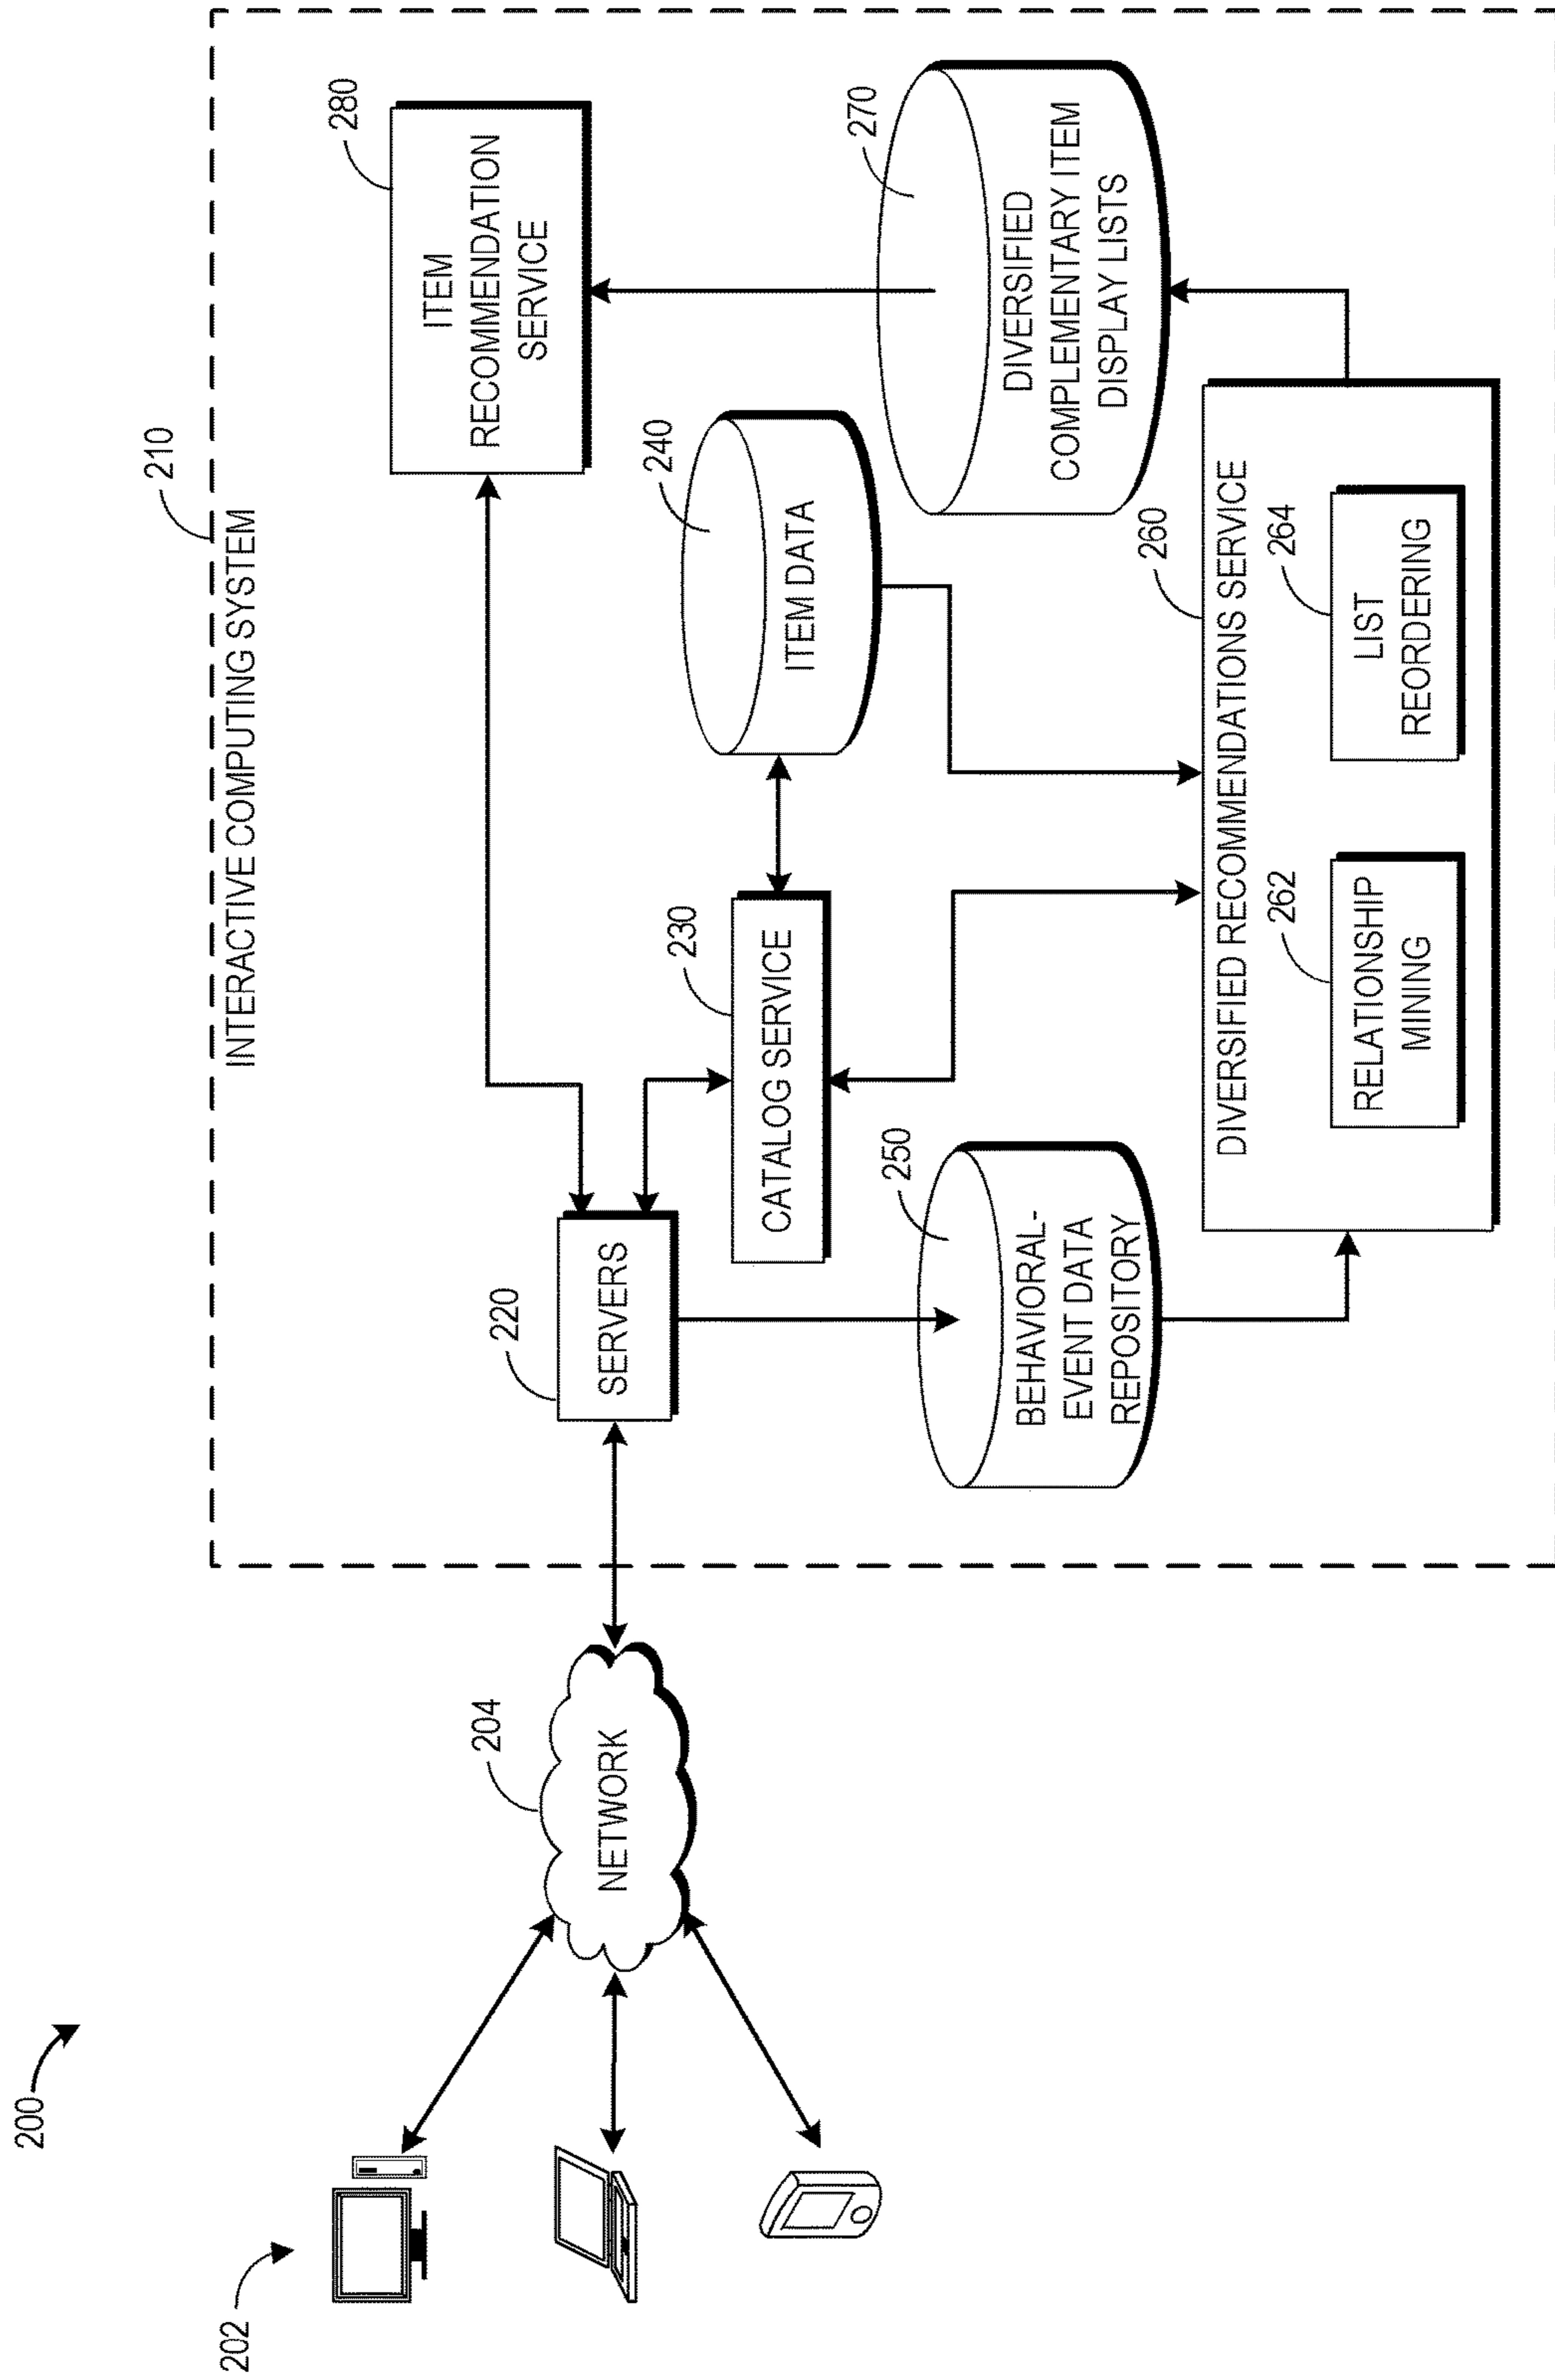 200
202
204
NETWORK
210
INTERACTIVE COMPUTING SYSTEM
220
SERVERS
280
ITEM
RECOMMENDATION
SERVICE
230
CATALOG SERVICE
240
ITEM DATA
250
BEHAVIORAL-
EVENT DATA
REPOSITORY
270
DIVERSIFIED
COMPLEMENTARY ITEM
DISPLAY LISTS
260
DIVERSIFIED RECOMMENDATIONS SERVICE
262
RELATIONSHIP
MINING
264
LIST
REORDERING